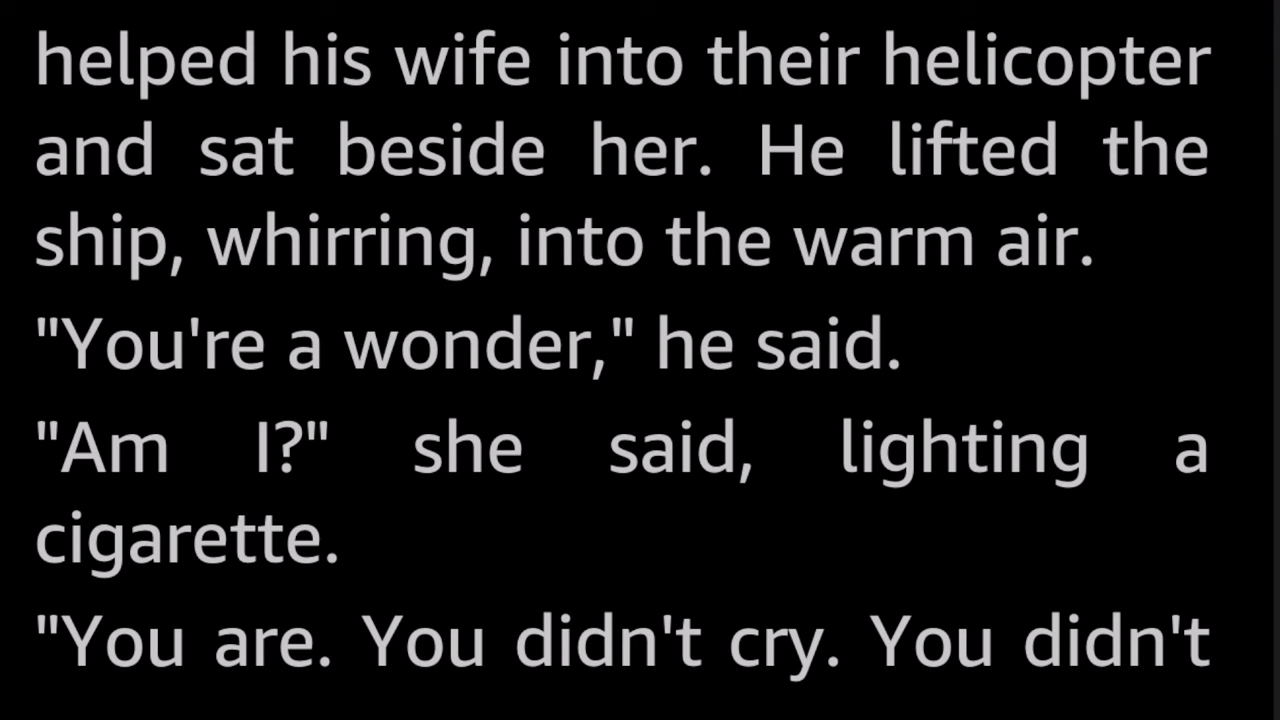 helped his wife into their helicopter
and sat beside her. He lifted the
ship, whirring, into the warm air.
"You're a wonder," he said.
"Am I?" she said, lighting a
cigarette.
"You are. You didn't cry. You didn't